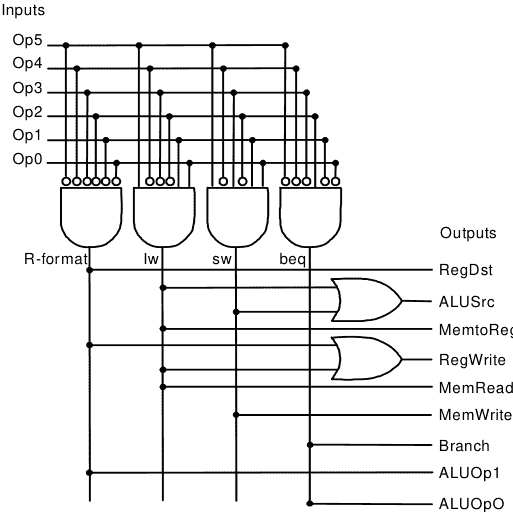 Inputs
Op5
Op4
Op3
Op2
Op1
Op0
R-format
lw
sw
beq
Outputs
RegDst
ALUSrc
MemtoReg
RegWrite
MemRead
MemWrite
Branch
ALUOp1
ALUOpO